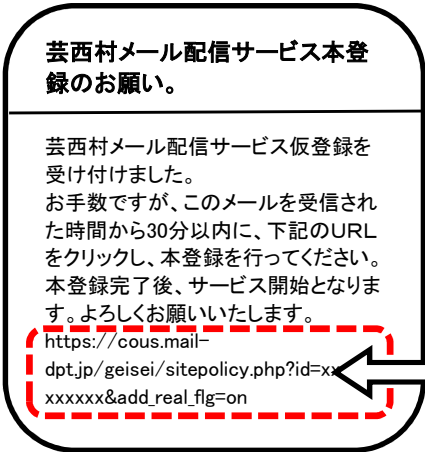 芸西村メール配信サービス本登
録のお願い。
芸西村メール配信サービス仮登録を
受け付けました。
お手数ですが、このメールを受信され
た時間から30分以内に、下記のURL
をクリックし、本登録を行ってください。
本登録完了後、サービス開始となりま
す。よろしくお願いいたします。
https://cous.mail-
dpt.jp/geisei/sitepolicy.php?id=xx
xxxxxx&add_real_flg=on